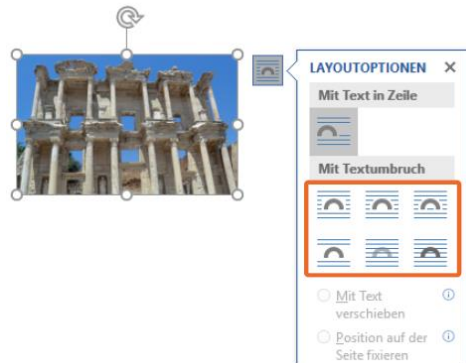 LAYOUTOPTIONEN
Mit Text in Zeile
Mit Textumbruch
Mit Text
verschieben
Position auf der
Seite fixieren